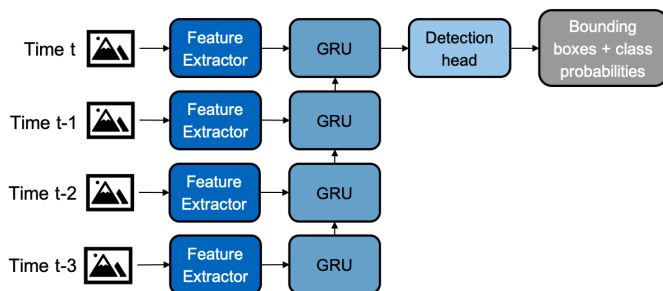 Time t
Feature
Extractor
GRU
Detection
head
Bounding
boxes + class
probabilities
Time t-1
Feature
Extractor
GRU
Time t-2
Feature
Extractor
GRU
Time t-3
Feature
Extractor
GRU